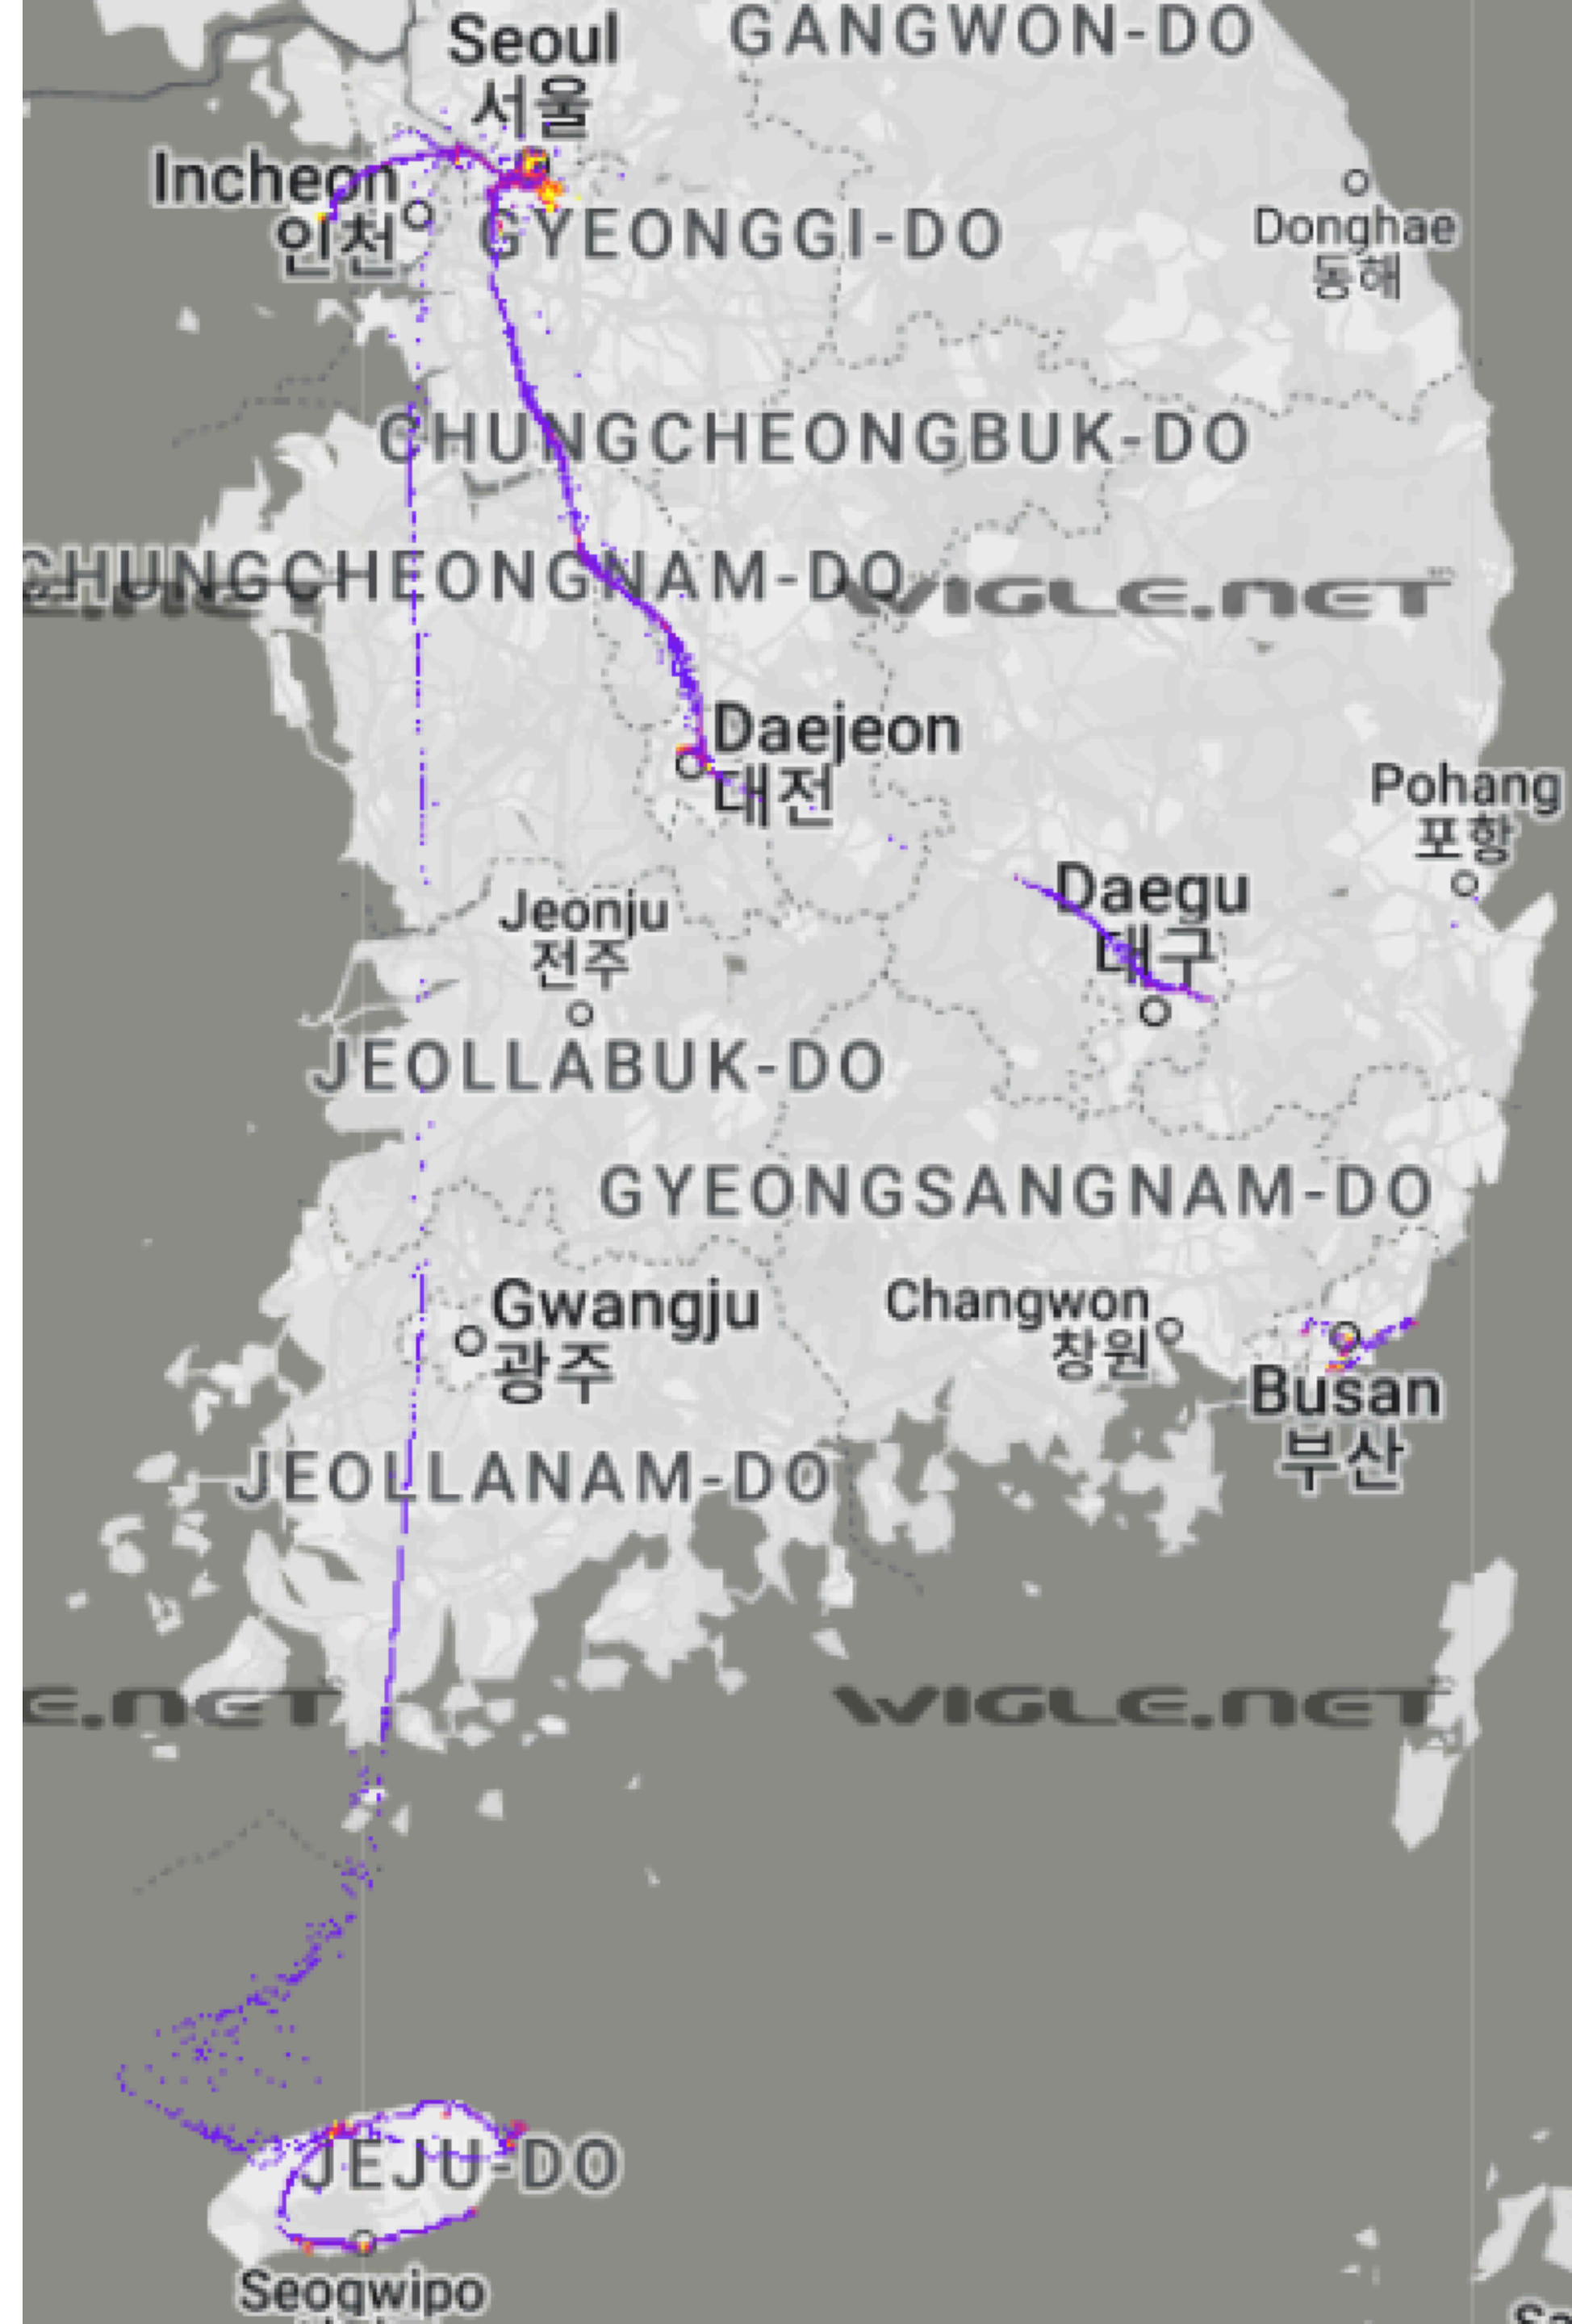 GANGWON-DO
Seoul
서울
Incheon
인천
GYEONGGI-DO
Donghae
동해
CHUNGCHEONGBUK-DO
CHUNGCHEONGNAM-DO
E.NET
WIGLE.NET
Daejeon
대전
Pohang
포항
Daegu
대구
Jeonju
전주
JEOLLABUK-DO
GYEONGSANGNAM-DO
Gwangju
광주
Changwon
창원
Busan
부산
JEOLLANAM-DO
E.NET
WIGLE.NET
JEJU-DO
Seogwipo